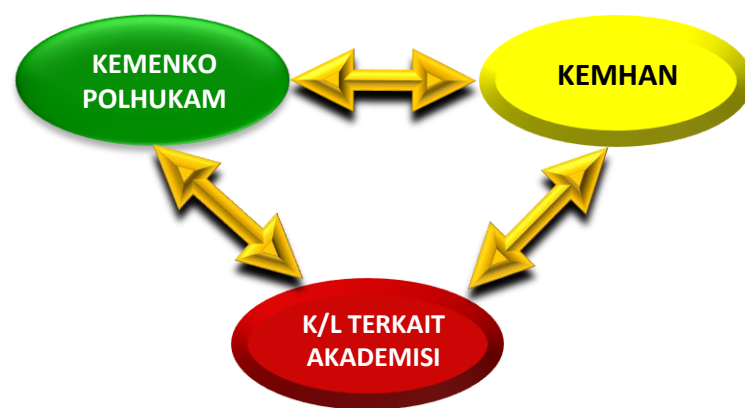 KEMENKO
POLHUKAM
KEMHAN
K/L TERKAIT
AKADEMISI